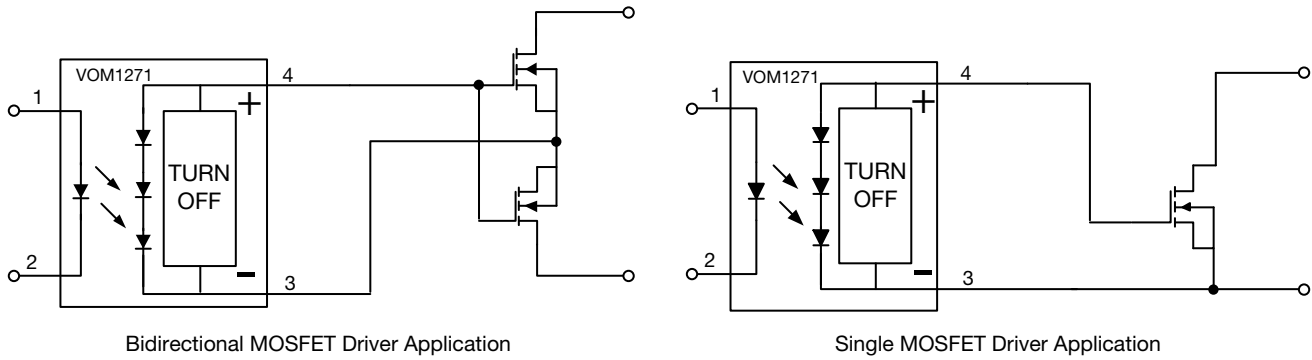 VOM1271
1
2
4
+
TURN
OFF
−
3
Bidirectional MOSFET Driver Application
VOM1271
1
2
4
+
TURN
OFF
−
3
Single MOSFET Driver Application